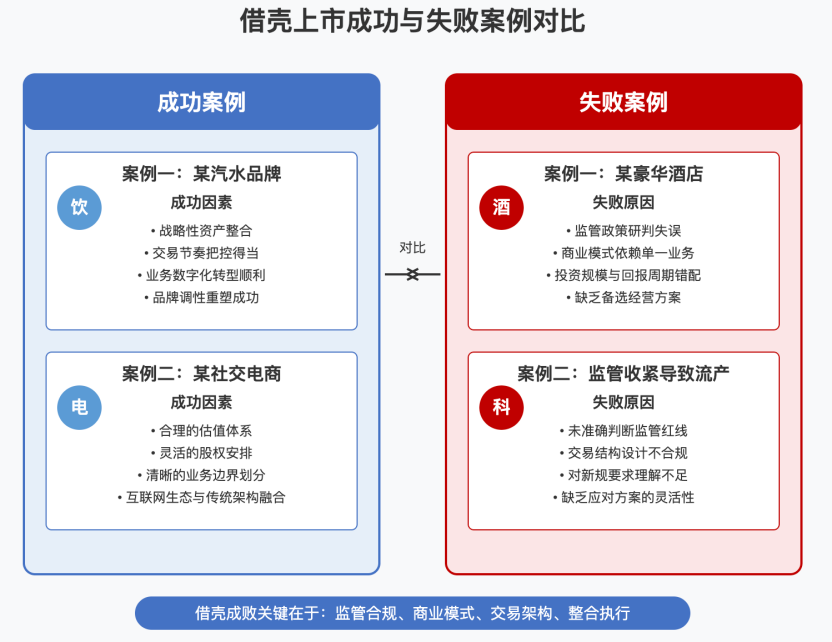 借壳上市成功与失败案例对比
成功案例
案例一：某汽水品牌
饮
成功因素
• 战略性资产整合
• 交易节奏把控得当
• 业务数字化转型顺利
• 品牌调性重塑成功
案例二：某社交电商
电
成功因素
• 合理的估值体系
• 灵活的股权安排
• 清晰的业务边界划分
• 互联网生态与传统架构融合
对比
失败案例
案例一：某豪华酒店
酒
失败原因
• 监管政策研判失误
• 商业模式依赖单一业务
• 投资规模与回报周期错配
• 缺乏备选经营方案
案例二：监管收紧导致流产
科
失败原因
• 未准确判断监管红线
• 交易结构设计不合规
• 对新规要求理解不足
• 缺乏应对方案的灵活性
借壳成败关键在于：监管合规、商业模式、交易架构、整合执行